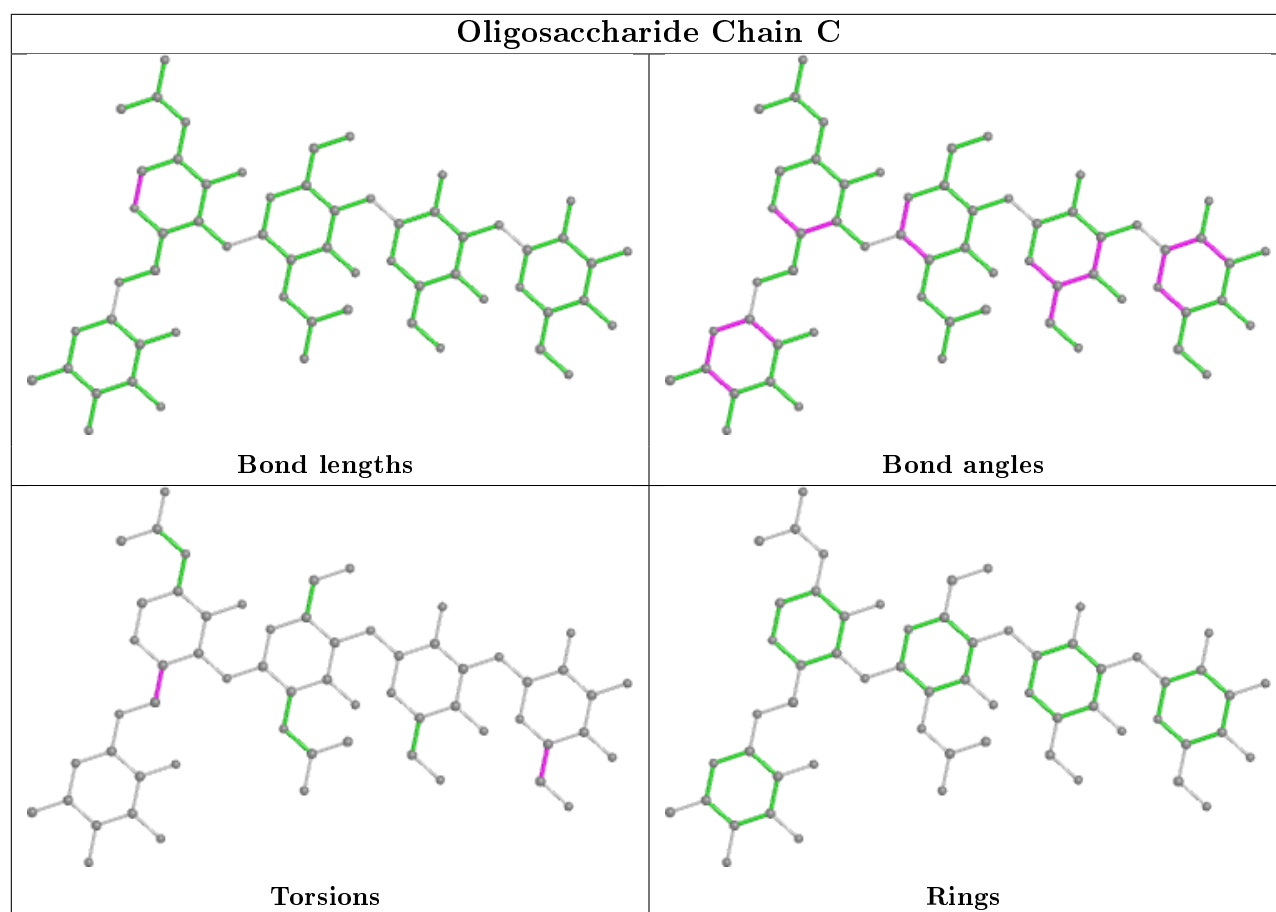 Oligosaccharide Chain C
Bond lengths
Bond angles
Torsions
Rings